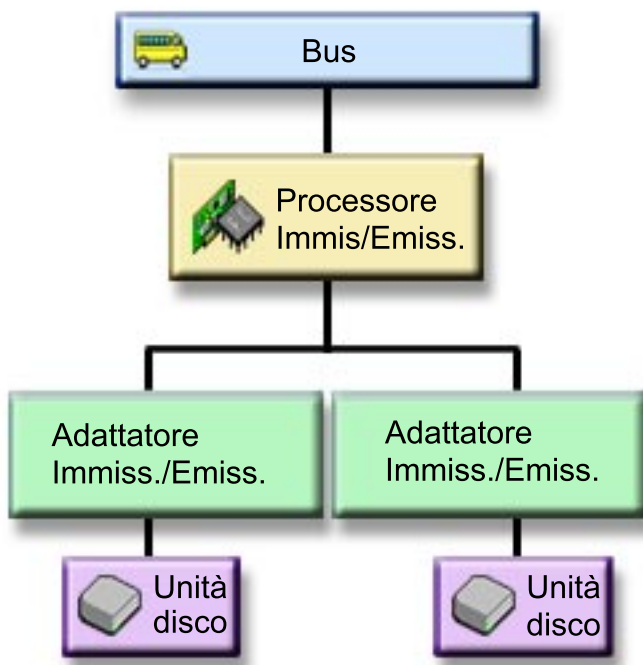 Bus
Processore
Immis/Emiss.
Adattatore
Immiss./Emiss.
Adattatore
Immiss./Emiss.
Unità
disco
Unità
disco